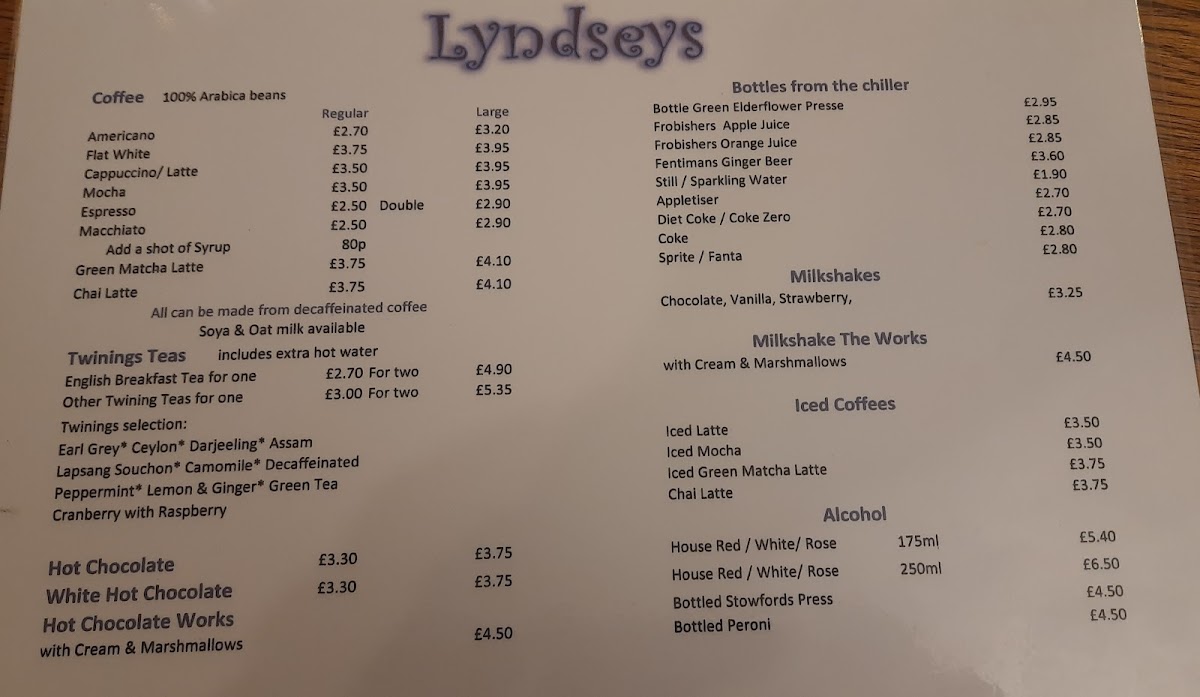 Lyndseys
Coffee 100% Arabica beans
Regular Large
Americano £2.70 £3.20
Flat White £3.75 £3.95
Cappuccino/ Latte £3.50 £3.95
Mocha £3.50 £3.95
Espresso £2.50 Double £2.90
Macchiato £2.50 £2.90
Add a shot of Syrup 80p
Green Matcha Latte £3.75 £4.10
Chai Latte £3.75 £4.10
All can be made from decaffeinated coffee
Soya & Oat milk available
Twinings Teas includes extra hot water
English Breakfast Tea for one £2.70 For two £4.90
Other Twining Teas for one £3.00 For two £5.35
Twinings selection:
Earl Grey* Ceylon* Darjeeling* Assam
Lapsang Souchon* Camomile* Decaffeinated
Peppermint* Lemon & Ginger* Green Tea
Cranberry with Raspberry
Hot Chocolate £3.30 £3.75
White Hot Chocolate £3.30 £3.75
Hot Chocolate Works
with Cream & Marshmallows £4.50
Bottles from the chiller
Bottle Green Elderflower Presse £2.95
Frobishers Apple Juice £2.85
Frobishers Orange Juice £2.85
Fentimans Ginger Beer £3.60
Still / Sparkling Water £1.90
Appletiser £2.70
Diet Coke / Coke Zero £2.70
Coke £2.80
Sprite / Fanta £2.80
Milkshakes
Chocolate, Vanilla, Strawberry, £3.25
Milkshake The Works
with Cream & Marshmallows £4.50
Iced Coffees
Iced Latte £3.50
Iced Mocha £3.50
Iced Green Matcha Latte £3.75
Chai Latte £3.75
Alcohol
House Red / White/ Rose 175ml £5.40
House Red / White/ Rose 250ml £6.50
Bottled Stowfords Press £4.50
Bottled Peroni £4.50